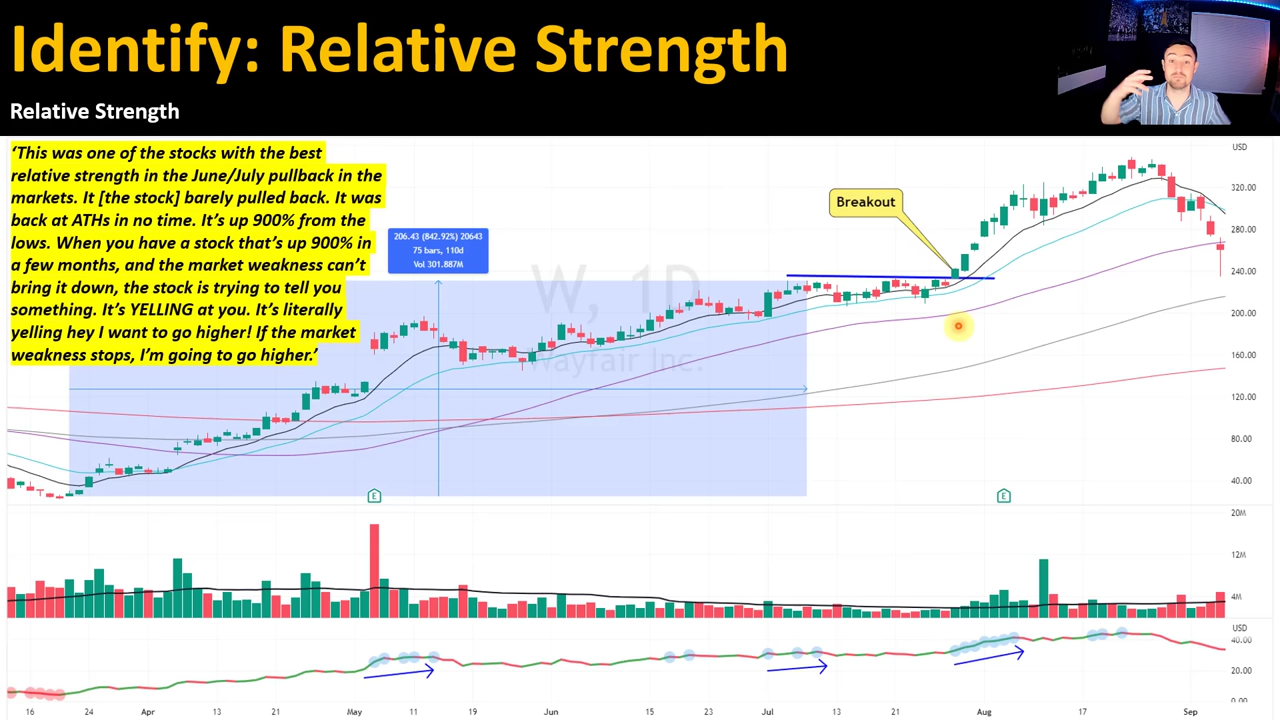 Identify: Relative Strength
Relative Strength
‘This was one of the stocks with the best
relative strength in the June/July pullback in the
markets. It [the stock] barely pulled back. It was
back at ATHs in no time. It’s up 900% from the
lows. When you have a stock that’s up 900% in
a few months, and the market weakness can’t
bring it down, the stock is trying to tell you
something. It’s YELLING at you. It’s literally
yelling hey I want to go higher! If the market
weakness stops, I’m going to go higher.’
206.43 (842.92%) 20643
75 bars, 110d
Vol 301.887M
Breakout
W, 1D
Wayfair Inc.
USD
320.00
280.00
240.00
200.00
160.00
120.00
80.00
40.00
E
E
20M
12M
4M
USD
40.00
20.00
0.00
16 24 Apr 13 21 May 11 19 Jun 15 23 Jul 13 21 Aug 17 Sep